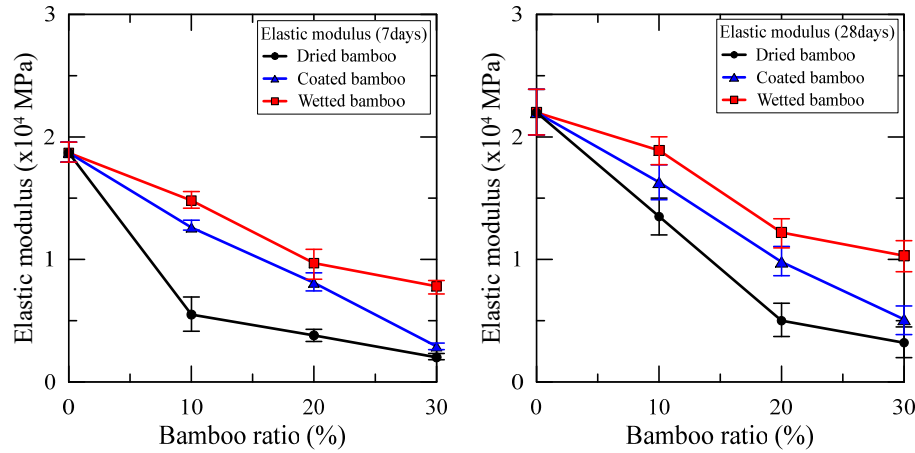 Elastic modulus (7days)
Dried bamboo
Coated bamboo
Wetted bamboo
Elastic modulus (x10⁴ MPa)
3
2
1
0
0 10 20 30
Bamboo ratio (%)
Elastic modulus (28days)
Dried bamboo
Coated bamboo
Wetted bamboo
Elastic modulus (x10⁴ MPa)
3
2
1
0
0 10 20 30
Bamboo ratio (%)